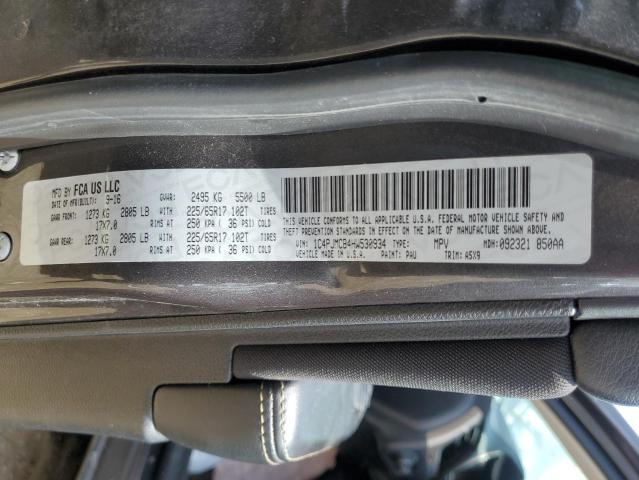 MFD BY FCA US LLC
DATE OF MFR(BUILT): 9-16 GVWR: 2495 KG 5500 LB
GAWR FRONT: 1273 KG 2805 LB WITH 225/65R17 102T TIRES
17X7.0 RIMS AT 250 KPA ( 36 PSI) COLD
GAWR REAR: 1273 KG 2805 LB WITH 225/65R17 102T TIRES
17X7.0 RIMS AT 250 KPA ( 36 PSI) COLD
THIS VEHICLE CONFORMS TO ALL APPLICABLE U.S.A. FEDERAL MOTOR VEHICLE SAFETY, BUMPER, AND
THEFT PREVENTION STANDARDS IN EFFECT ON THE DATE OF MANUFACTURE SHOWN ABOVE.
VIN: 1C4PJMCB4HW530934 TYPE: MPV MDH: 092321 850AA
VEHICLE MADE IN U.S.A. PAINT: PAU TRIM: A5X9